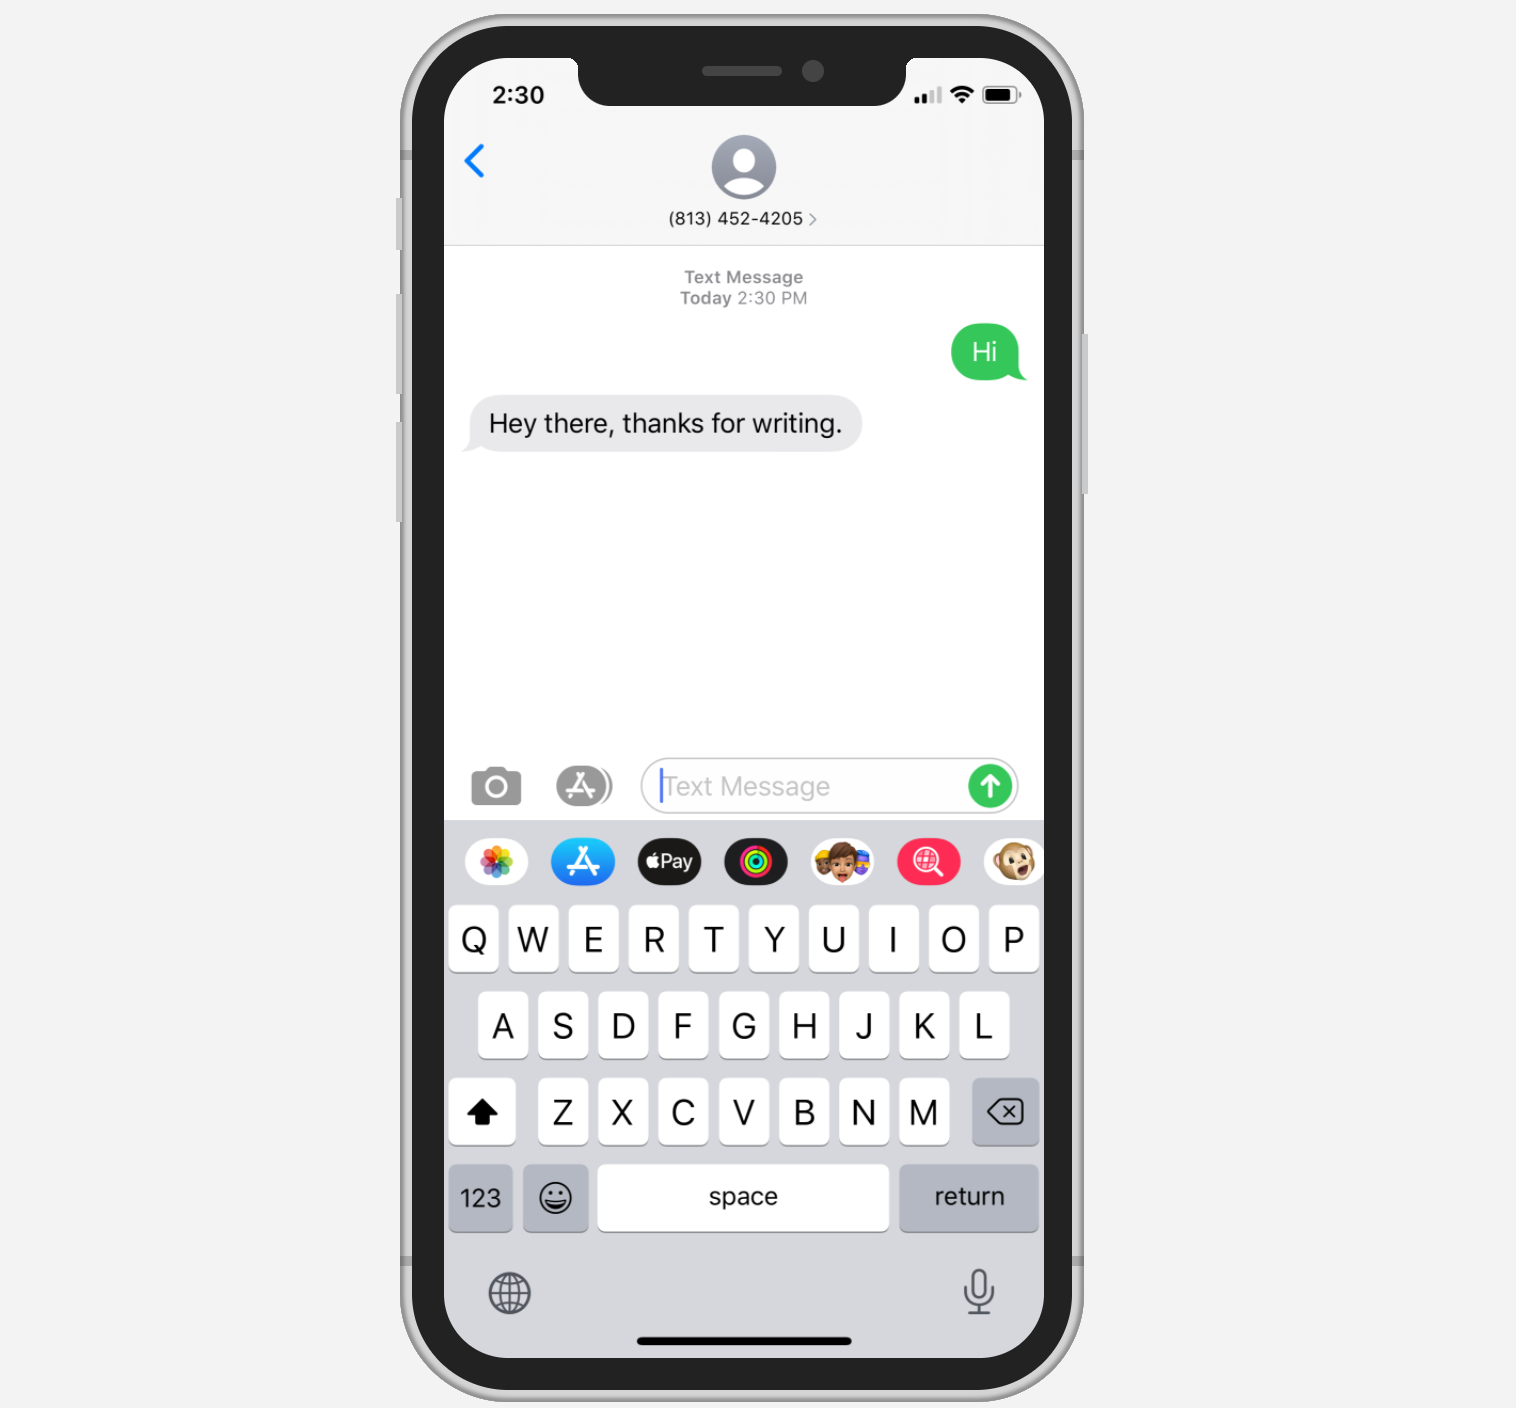 2:30
(813) 452-4205
Text Message
Today 2:30 PM
Hi
Hey there, thanks for writing.
Text Message
Pay
Q W E R T Y U I O P
A S D F G H J K L
Z X C V B N M
123 space return